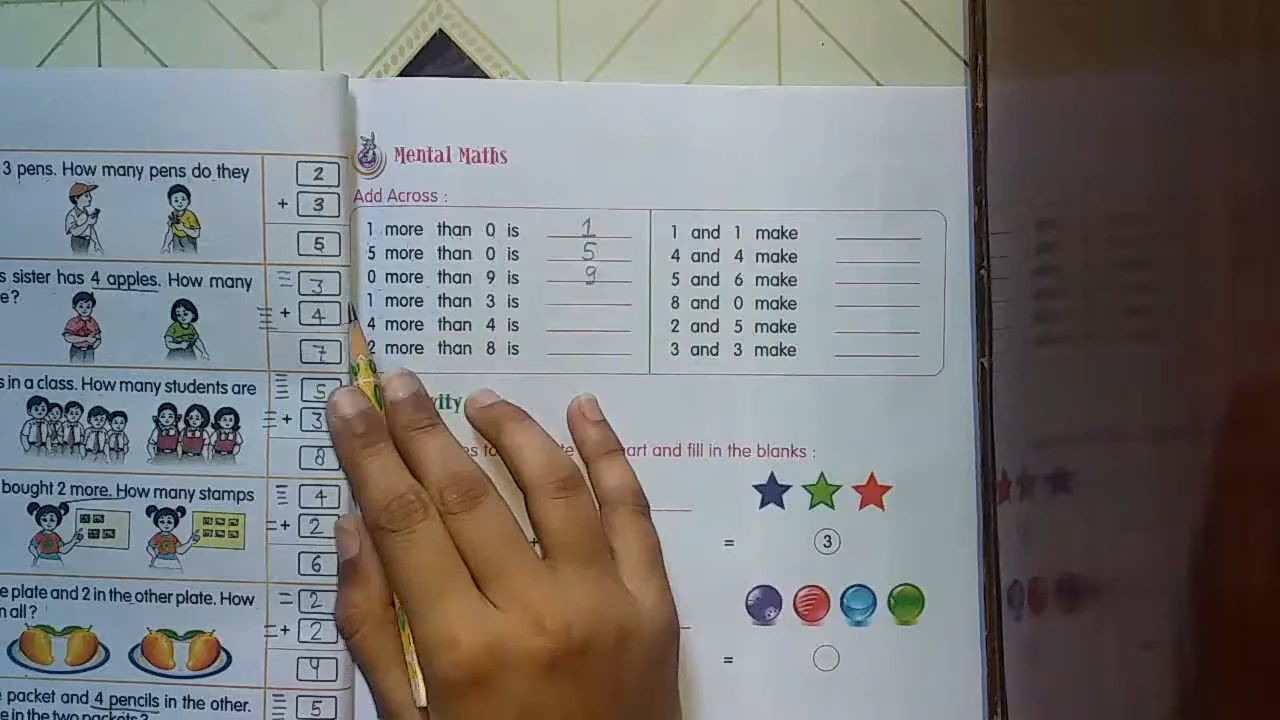 3 pens. How many pens do they
2
+ 3
5
s sister has 4 apples. How many
e?
3
+ 4
7
s in a class. How many students are
5
+ 3
8
bought 2 more. How many stamps
4
+ 2
6
e plate and 2 in the other plate. How
n all?
2
+ 2
4
packet and 4 pencils in the other.
e in the two packets?
5
Mental Maths
Add Across :
1 more than 0 is 1
5 more than 0 is 5
0 more than 9 is 9
1 more than 3 is
4 more than 4 is
2 more than 8 is
1 and 1 make
4 and 4 make
5 and 6 make
8 and 0 make
2 and 5 make
3 and 3 make
and fill in the blanks :
= 3
=